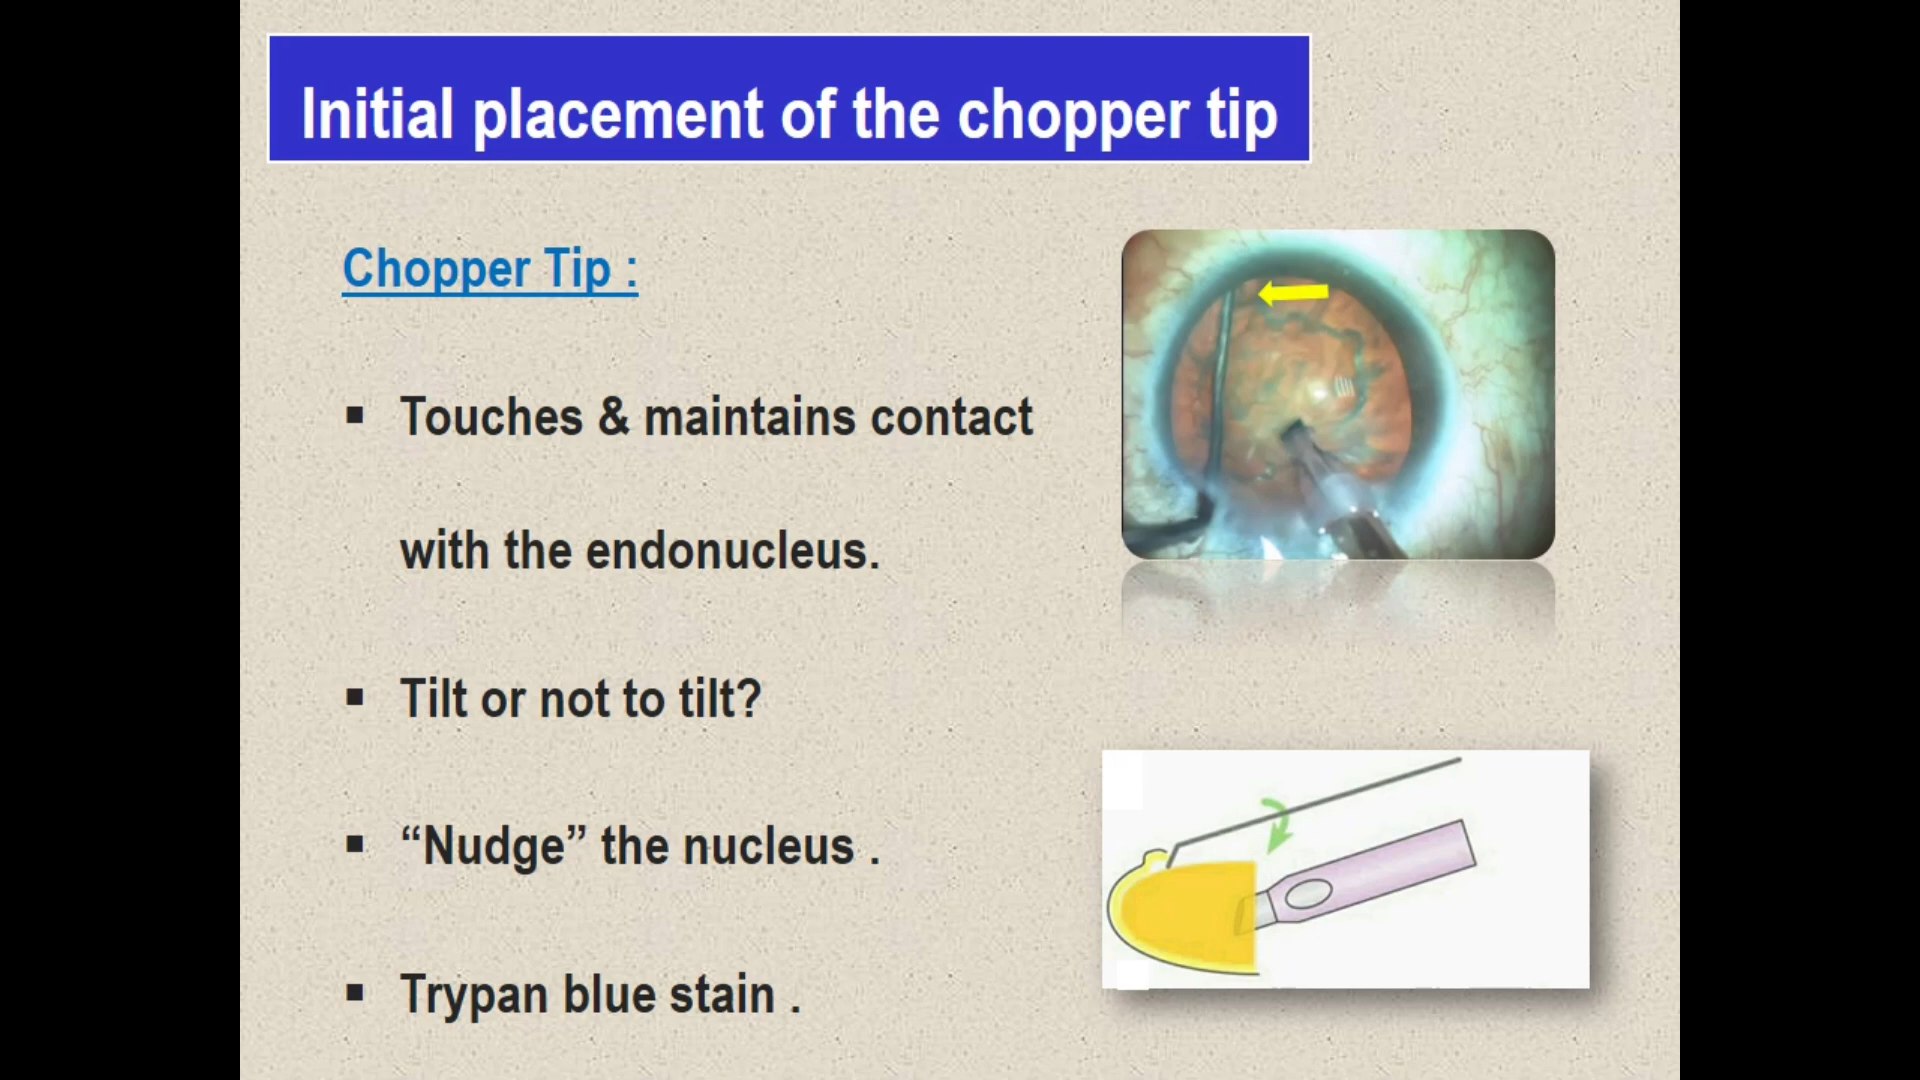 Initial placement of the chopper tip
Chopper Tip :
▪ Touches & maintains contact
with the endonucleus.
▪ Tilt or not to tilt?
▪ “Nudge” the nucleus .
▪ Trypan blue stain .